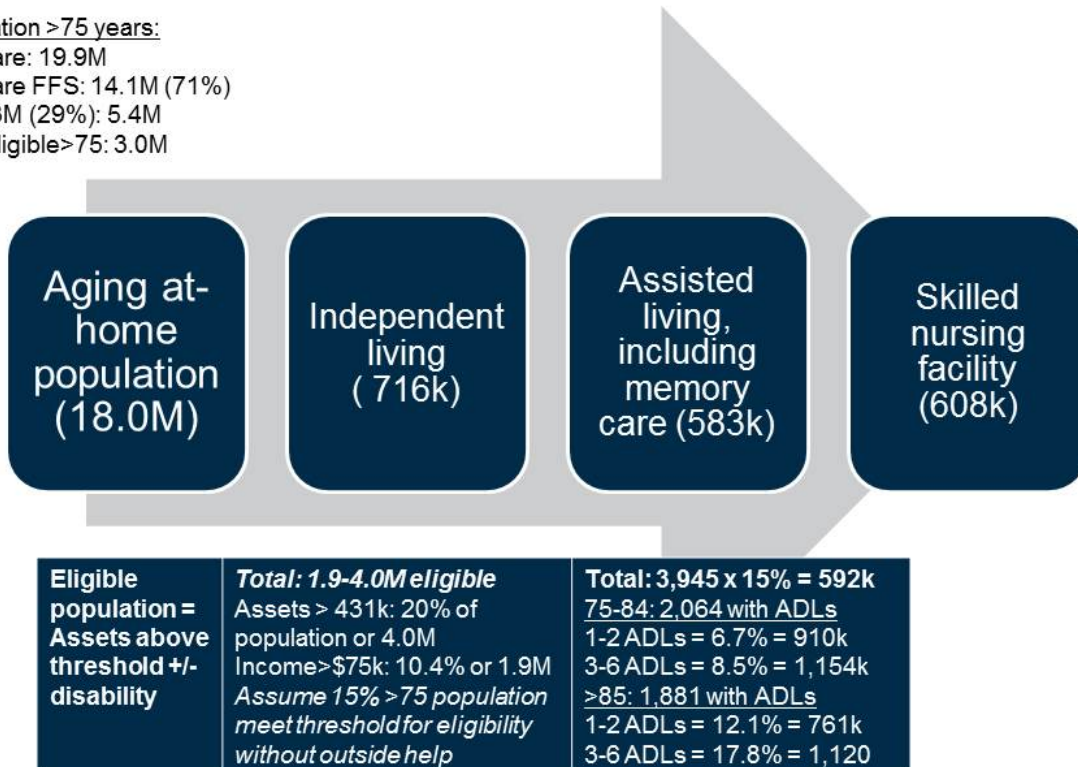 ation >75 years:
are: 19.9M
are FFS: 14.1M (71%)
3M (29%): 5.4M
ligible>75: 3.0M
Aging at-
home
population
(18.0M)
Independent
living
( 716k)
Assisted
living,
including
memory
care (583k)
Skilled
nursing
facility
(608k)
Eligible
population =
Assets above
threshold +/-
disability
Total: 1.9-4.0M eligible
Assets > 431k: 20% of
population or 4.0M
Income>$75k: 10.4% or 1.9M
Assume 15% >75 population
meet threshold for eligibility
without outside help
Total: 3,945 x 15% = 592k
75-84: 2,064 with ADLs
1-2 ADLs = 6.7% = 910k
3-6 ADLs = 8.5% = 1,154k
>85: 1,881 with ADLs
1-2 ADLs = 12.1% = 761k
3-6 ADLs = 17.8% = 1,120